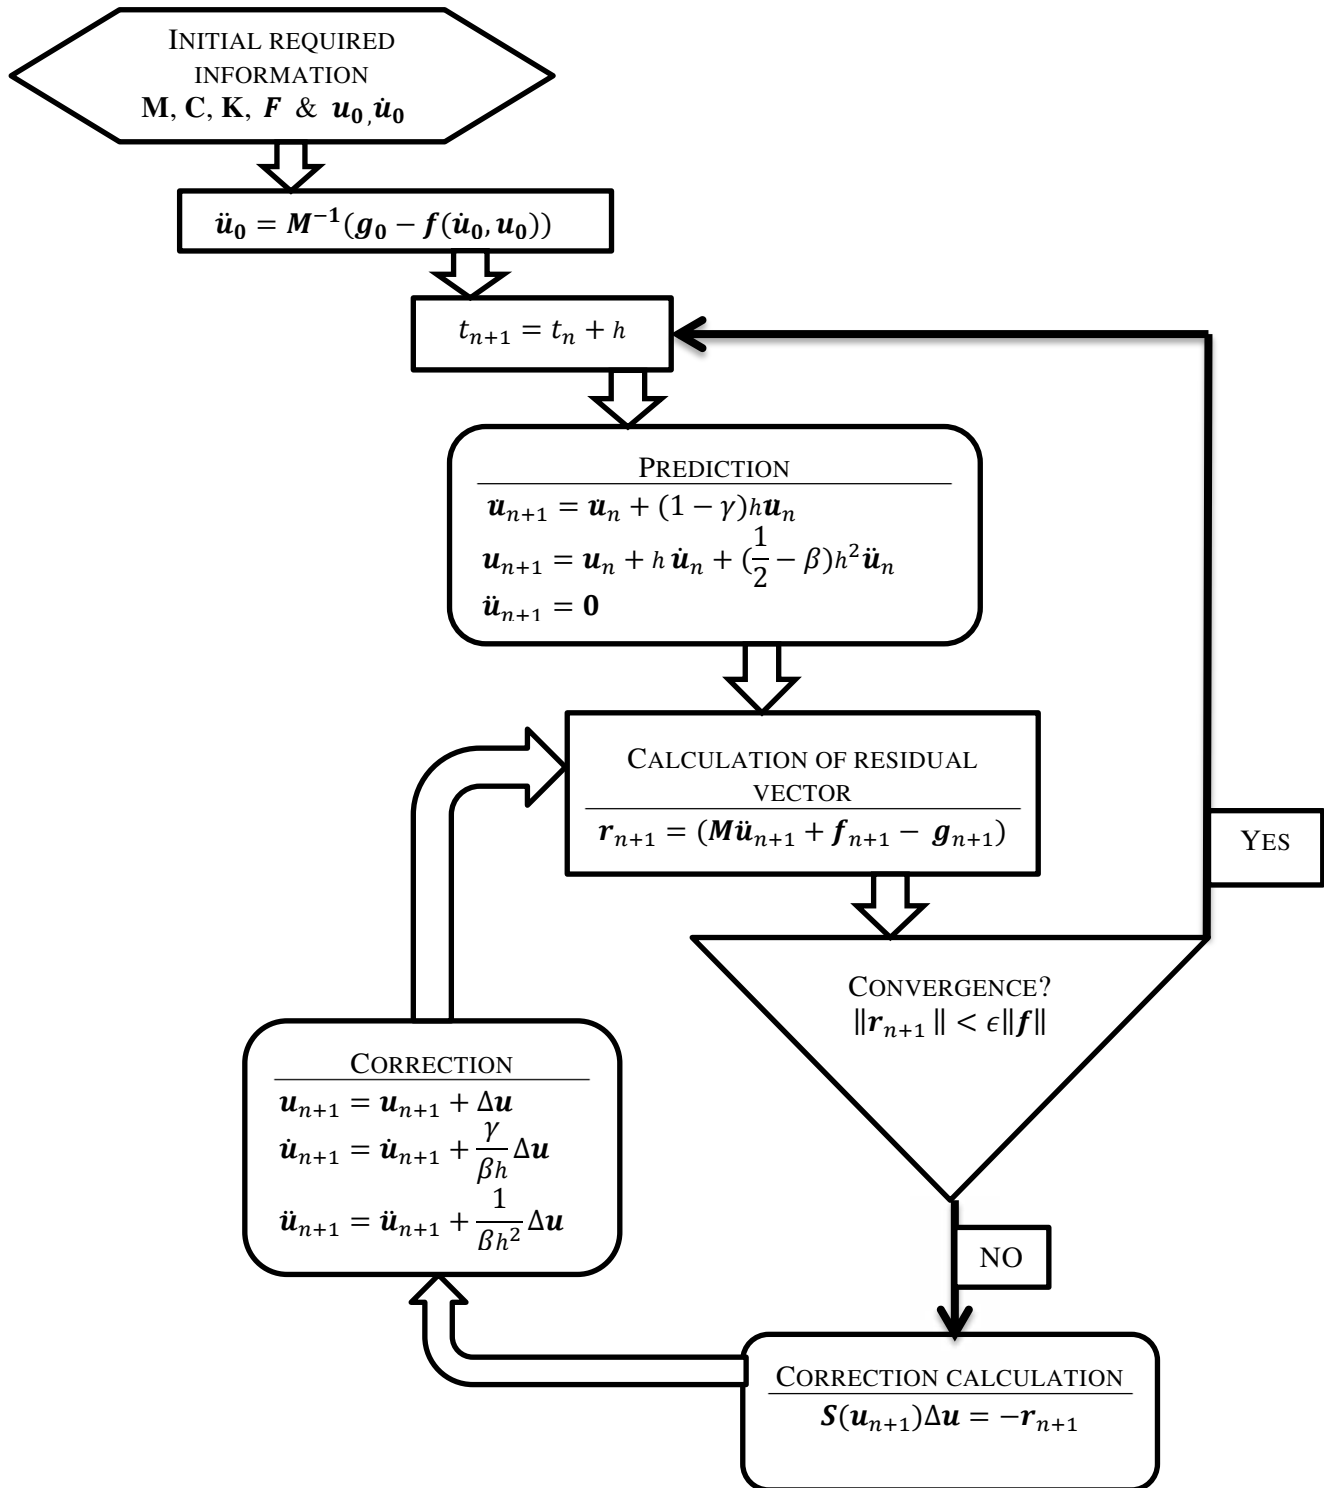 INITIAL REQUIRED
INFORMATION
M, C, K, F & u₀, u̇₀
ü₀ = M⁻¹(g₀ − f(u̇₀, u₀))
tₙ₊₁ = tₙ + h
PREDICTION
u̇ₙ₊₁ = u̇ₙ + (1 − γ)hüₙ
uₙ₊₁ = uₙ + h u̇ₙ + (1/2 − β)h²üₙ
üₙ₊₁ = 0
CALCULATION OF RESIDUAL
VECTOR
rₙ₊₁ = (Müₙ₊₁ + fₙ₊₁ − gₙ₊₁)
YES
CONVERGENCE?
‖rₙ₊₁‖ < ϵ‖f‖
NO
CORRECTION CALCULATION
S(uₙ₊₁)Δu = −rₙ₊₁
CORRECTION
uₙ₊₁ = uₙ₊₁ + Δu
u̇ₙ₊₁ = u̇ₙ₊₁ + γ/βh Δu
üₙ₊₁ = üₙ₊₁ + 1/βh² Δu